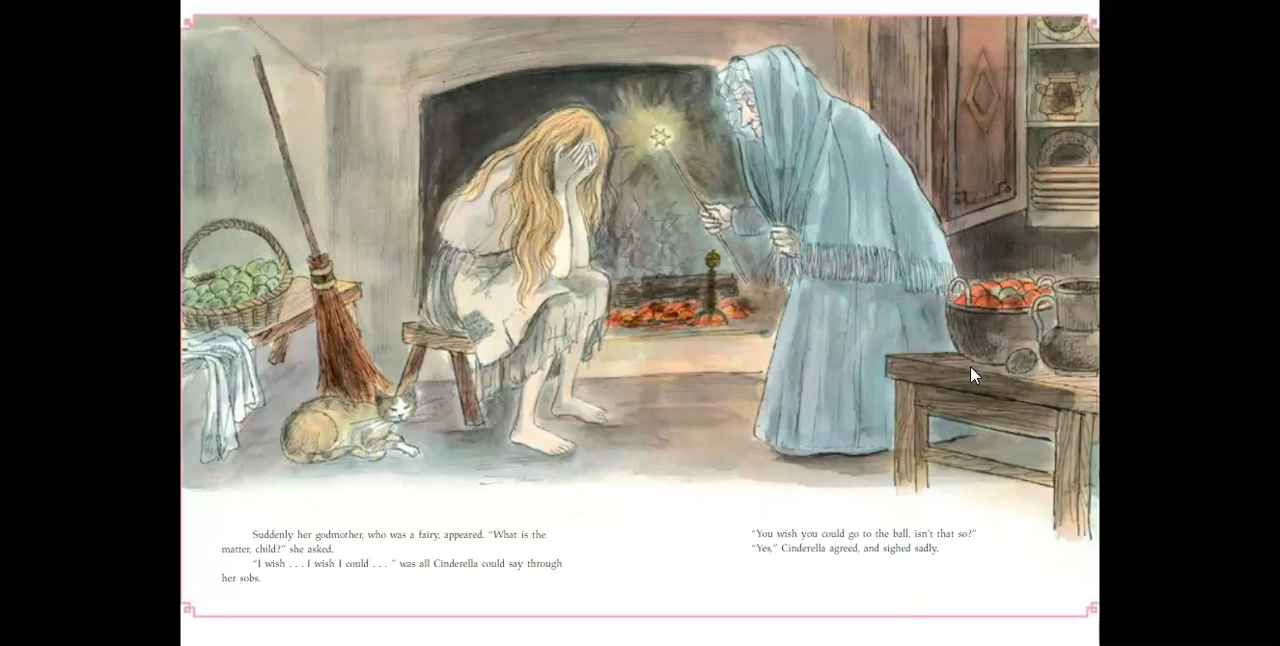 Suddenly her godmother, who was a fairy, appeared. “What is the
matter, child?” she asked.
“I wish . . . I wish I could . . . ” was all Cinderella could say through
her sobs.
“You wish you could go to the ball, isn’t that so?”
“Yes,” Cinderella agreed, and sighed sadly.